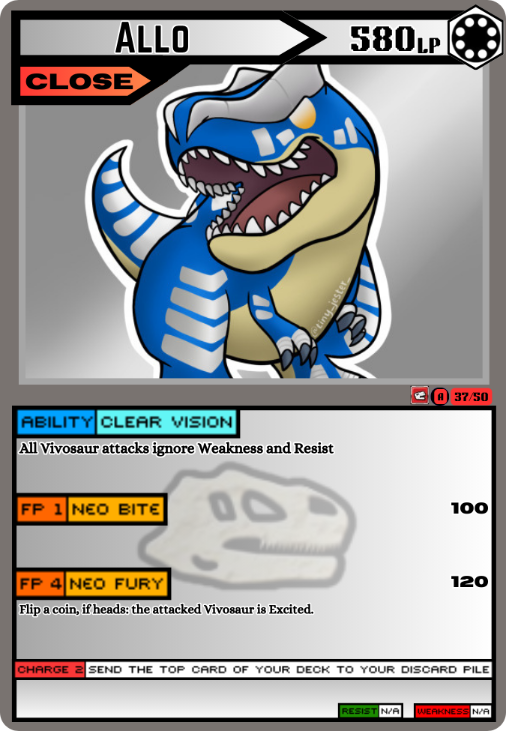 ALLO
580LP
CLOSE
tiny_jester_
A 37/50
ABILITY CLEAR VISION
All Vivosaur attacks ignore Weakness and Resist
FP 1 NEO BITE 100
FP 4 NEO FURY 120
Flip a coin, if heads: the attacked Vivosaur is Excited.
CHARGE 2 SEND THE TOP CARD OF YOUR DECK TO YOUR DISCARD PILE
RESIST N/A WEAKNESS N/A